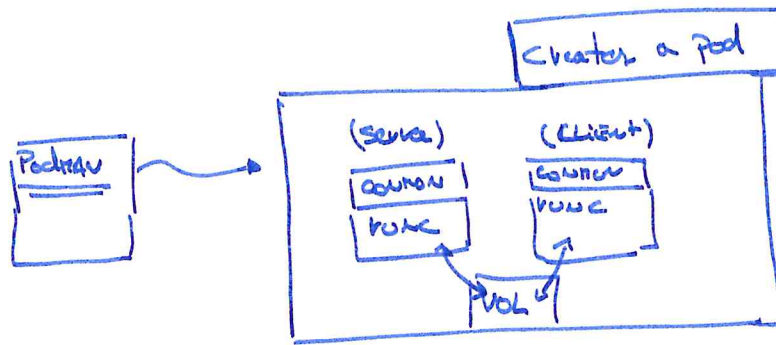 Creates a Pod
(Server) (Client)
Podman
COMMON COMMON
FUNC FUNC
VOL